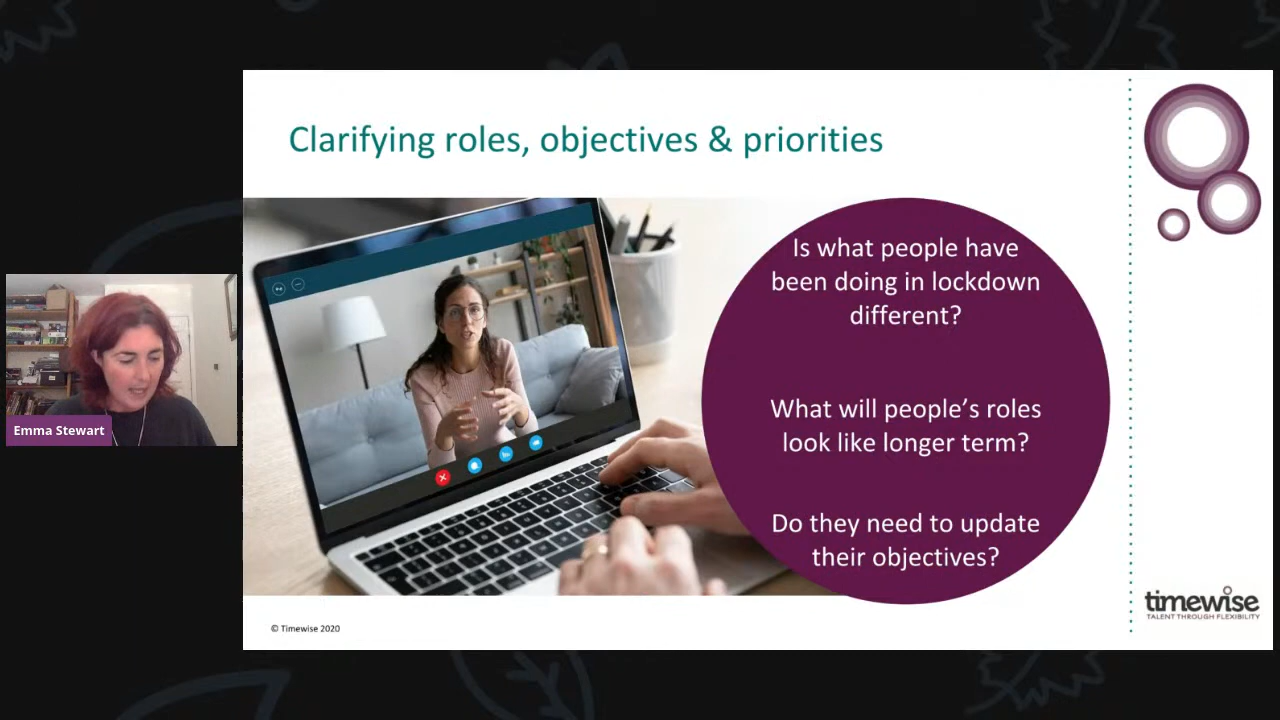 Clarifying roles, objectives & priorities
Is what people have
been doing in lockdown
different?
What will people’s roles
look like longer term?
Do they need to update
their objectives?
Emma Stewart
timewise
TALENT THROUGH FLEXIBILITY
© Timewise 2020